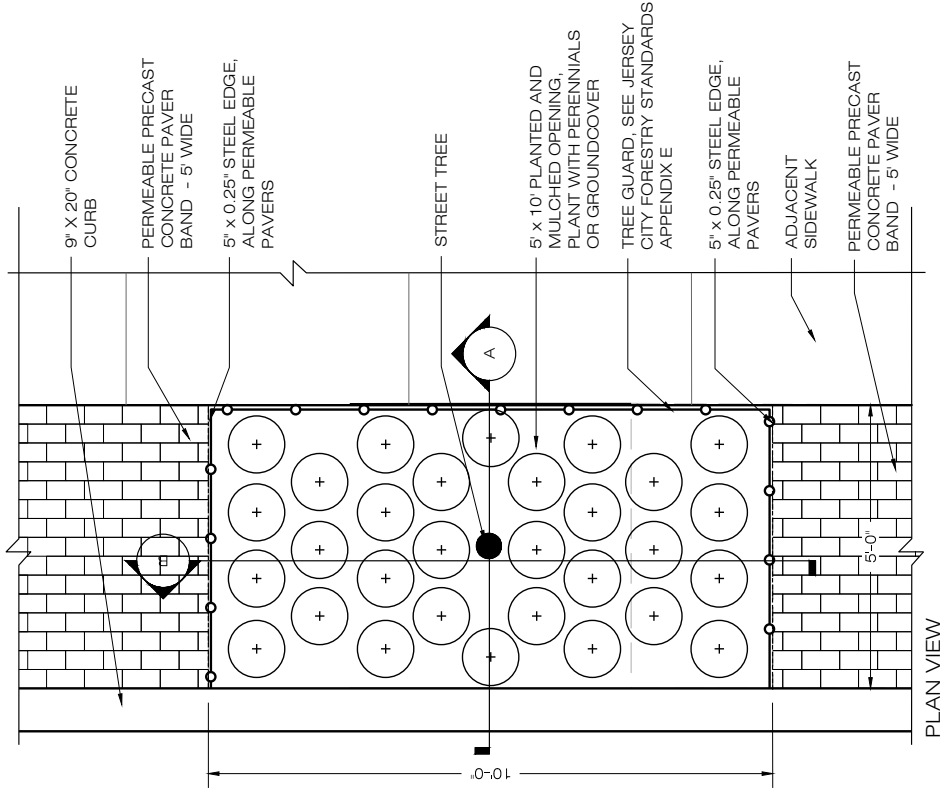 9" X 20" CONCRETE
CURB
PERMEABLE PRECAST
CONCRETE PAVER
BAND - 5' WIDE
5" x 0.25" STEEL EDGE,
ALONG PERMEABLE
PAVERS
STREET TREE
5' x 10' PLANTED AND
MULCHED OPENING,
PLANT WITH PERENNIALS
OR GROUNDCOVER
TREE GUARD, SEE JERSEY
CITY FORESTRY STANDARDS
APPENDIX E
5" x 0.25" STEEL EDGE,
ALONG PERMEABLE
PAVERS
ADJACENT
SIDEWALK
PERMEABLE PRECAST
CONCRETE PAVER
BAND - 5' WIDE
A
B
5'-0"
10'-0"
PLAN VIEW